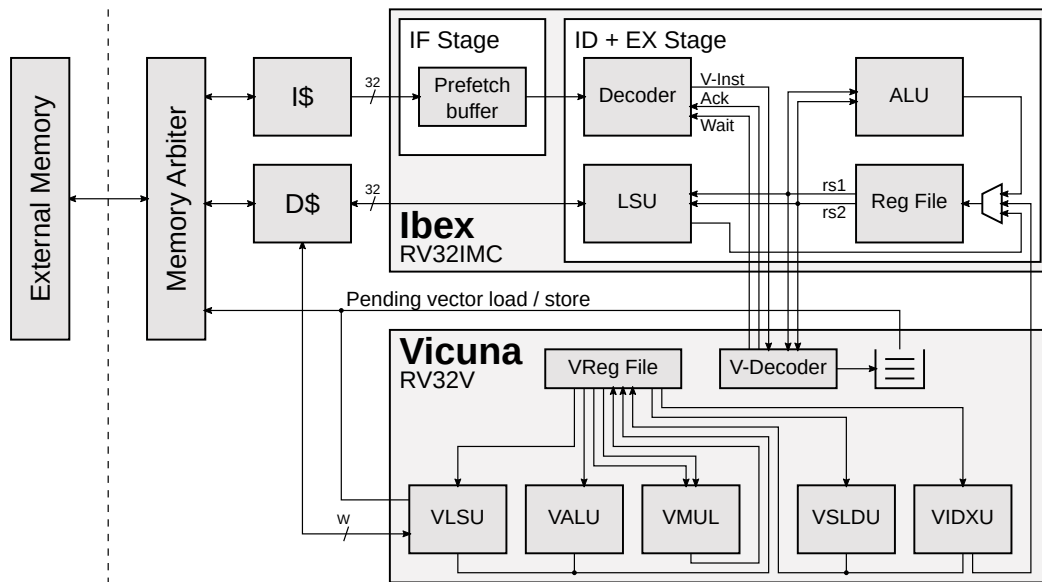 External Memory
Memory Arbiter
I$
32
D$
32
IF Stage
Prefetch
buffer
ID + EX Stage
Decoder
V-Inst
Ack
Wait
ALU
LSU
rs1
rs2
Reg File
Ibex
RV32IMC
Pending vector load / store
Vicuna
RV32V
VReg File
V-Decoder
W
VLSU
VALU
VMUL
VSLDU
VIDXU